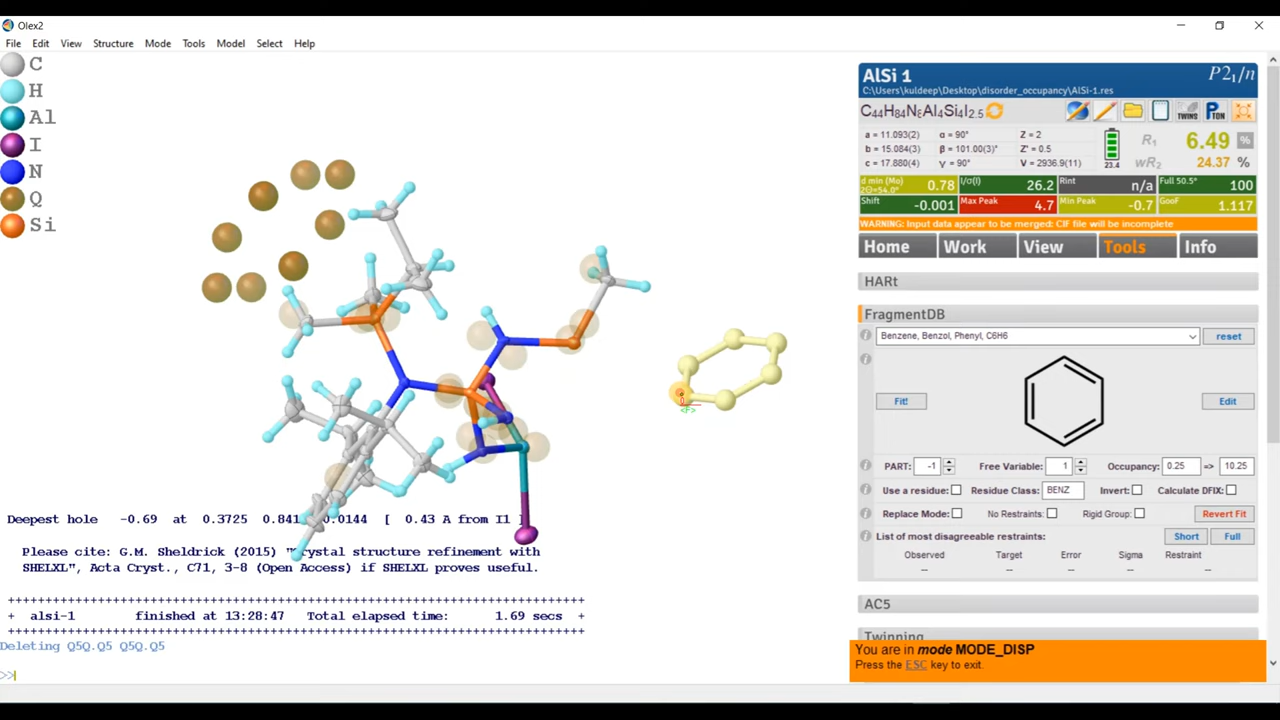 Olex2
File Edit View Structure Mode Tools Model Select Help
C
H
Al
I
N
Q
Si
AlSi 1
P2₁/n
C:\Users\kuldeep\Desktop\disorder_occupancy\AlSi-1.res
C₄₄H₈₄N₈Al₄Si₄I₂.₅
TWINS
PTON
a = 11.093(2) α = 90° Z = 2
b = 15.084(3) β = 101.00(3)° Z' = 0.5
c = 17.880(4) γ = 90° V = 2936.9(11)
23.4
R₁ 6.49 %
wR₂ 24.37 %
d min (Mo) 2Θ=54.0° 0.78 I/σ(I) 26.2 Rint n/a Full 50.5° 100
Shift -0.001 Max Peak 4.7 Min Peak -0.7 GooF 1.117
WARNING: Input data appear to be merged: CIF file will be incomplete
Home Work View Tools Info
HARt
FragmentDB
Benzene, Benzol, Phenyl, C6H6 reset
Fit! Edit
PART: -1 Free Variable: 1 Occupancy: 0.25 => 10.25
Use a residue: Residue Class: BENZ Invert: Calculate DFIX:
Replace Mode: No Restraints: Rigid Group: Revert Fit
List of most disagreeable restraints: Short Full
Observed Target Error Sigma Restraint
-- -- -- -- --
AC5
Twinning
You are in mode MODE_DISP
Press the ESC key to exit.
<F>
Deepest hole -0.69 at 0.3725 0.841 .0144 [ 0.43 A from I1 ]
Please cite: G.M. Sheldrick (2015) "Crystal structure refinement with
SHELXL", Acta Cryst., C71, 3-8 (Open Access) if SHELXL proves useful.
+++++++++++++++++++++++++++++++++++++++++++++++++++++++++++++++++++++++++
+ alsi-1 finished at 13:28:47 Total elapsed time: 1.69 secs +
+++++++++++++++++++++++++++++++++++++++++++++++++++++++++++++++++++++++++
Deleting Q5Q.Q5 Q5Q.Q5
>>